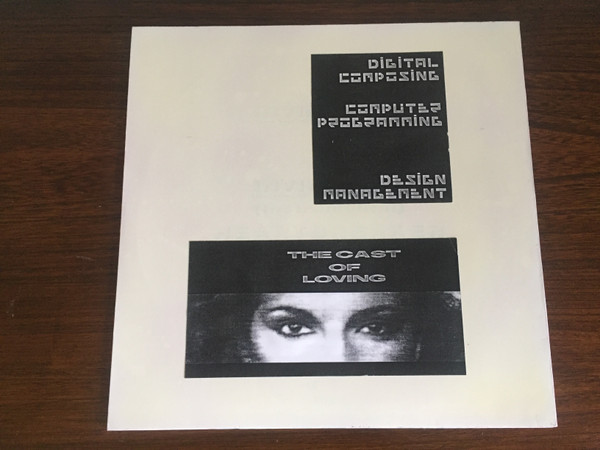 DIGITAL
COMPOSING
COMPUTER
PROGRAMMING
DESIGN
MANAGEMENT
THE CAST
OF
LOVING